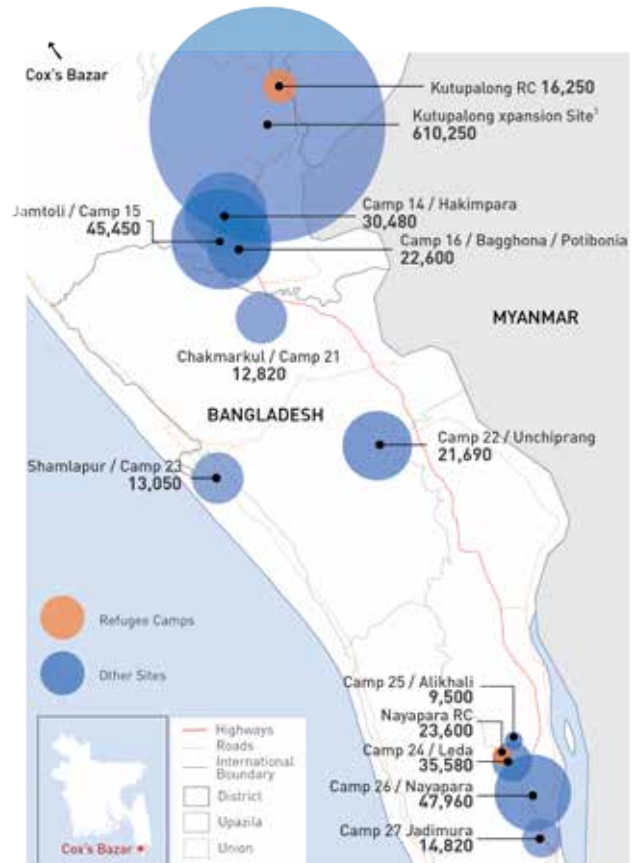 Cox's Bazar
Kutupalong RC 16,250
Kutupalong xpansion Site¹
610,250
Camp 14 / Hakimpara
30,480
Jamtoli / Camp 15
45,450
Camp 16 / Bagghona / Potibonia
22,600
MYANMAR
Chakmarkul / Camp 21
12,820
BANGLADESH
Camp 22 / Unchiprang
21,690
Shamlapur / Camp 23
13,050
Refugee Camps
Other Sites
Camp 25 / Alikhali
9,500
Nayapara RC
23,600
Camp 24 / Leda
35,580
Camp 26 / Nayapara
47,960
Camp 27 Jadimura
14,820
Highways
Roads
International
Boundary
District
Upazila
Union
Cox's Bazar